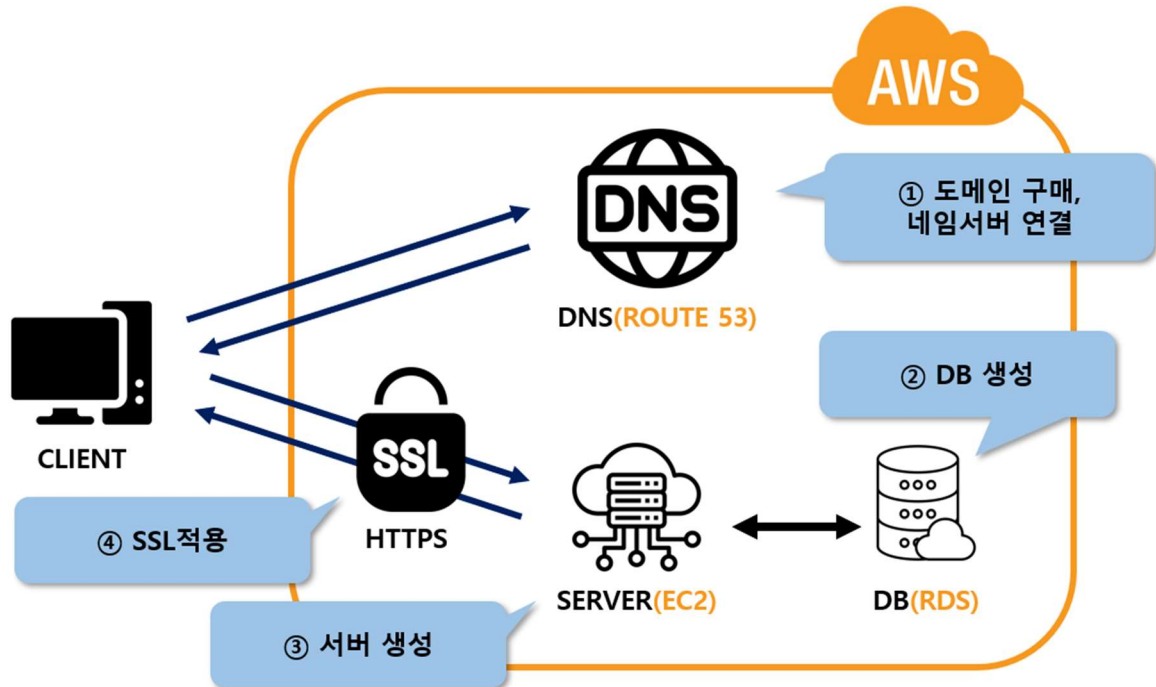 AWS
DNS
① 도메인 구매,
네임서버 연결
DNS(ROUTE 53)
② DB 생성
CLIENT
SSL
④ SSL적용
HTTPS
SERVER(EC2)
DB(RDS)
③ 서버 생성